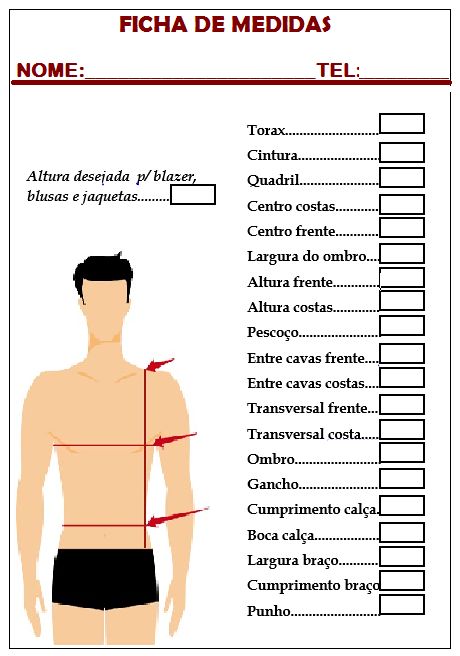 FICHA DE MEDIDAS
NOME:______________________TEL:_________
Altura desejada p/ blazer,
blusas e jaquetas.........
Torax............................
Cintura.........................
Quadril.........................
Centro costas.............
Centro frente..............
Largura do ombro....
Altura frente..............
Altura costas..............
Pescoço........................
Entre cavas frente....
Entre cavas costas....
Transversal frente...
Transversal costa.....
Ombro.........................
Gancho........................
Cumprimento calça.
Boca calça...................
Largura braço............
Cumprimento braço
Punho..........................